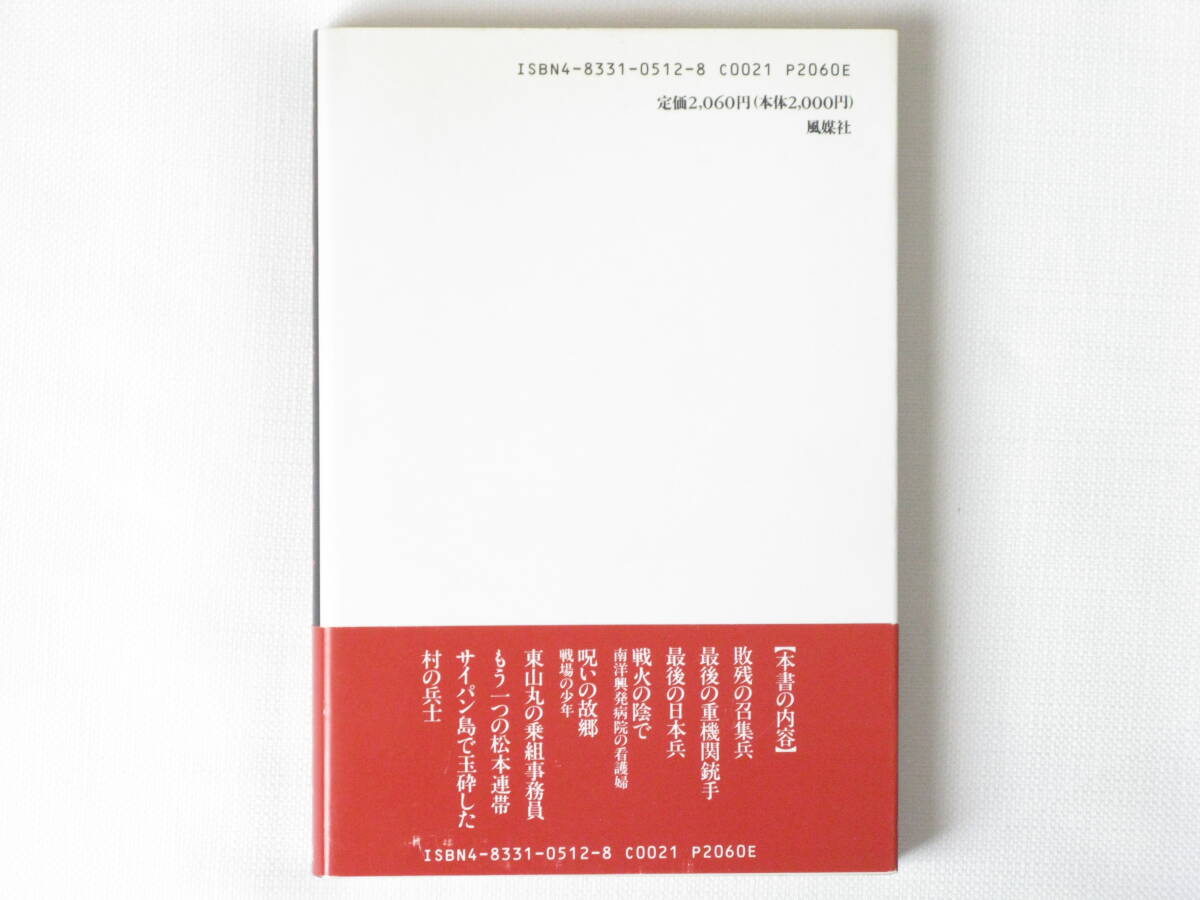 ISBN4-8331-0512-8 C0021 P2060E
定価2,060円(本体2,000円)
風媒社
【本書の内容】
敗残の召集兵
最後の重機関銃手
最後の日本兵
戦火の陰で
南洋興発病院の看護婦
呪いの故郷
戦場の少年
東山丸の乗組事務員
もう一つの松本連帯
サイパン島で玉砕した
村の兵士
ISBN4-8331-0512-8 C0021 P2060E